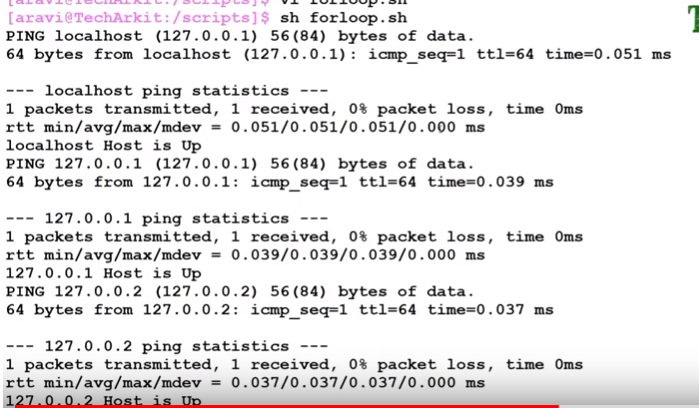 [aravi@TechArkit:/scripts]$ vi forloop.sh
[aravi@TechArkit:/scripts]$ sh forloop.sh
PING localhost (127.0.0.1) 56(84) bytes of data.
64 bytes from localhost (127.0.0.1): icmp_seq=1 ttl=64 time=0.051 ms
--- localhost ping statistics ---
1 packets transmitted, 1 received, 0% packet loss, time 0ms
rtt min/avg/max/mdev = 0.051/0.051/0.051/0.000 ms
localhost Host is Up
PING 127.0.0.1 (127.0.0.1) 56(84) bytes of data.
64 bytes from 127.0.0.1: icmp_seq=1 ttl=64 time=0.039 ms
--- 127.0.0.1 ping statistics ---
1 packets transmitted, 1 received, 0% packet loss, time 0ms
rtt min/avg/max/mdev = 0.039/0.039/0.039/0.000 ms
127.0.0.1 Host is Up
PING 127.0.0.2 (127.0.0.2) 56(84) bytes of data.
64 bytes from 127.0.0.2: icmp_seq=1 ttl=64 time=0.037 ms
--- 127.0.0.2 ping statistics ---
1 packets transmitted, 1 received, 0% packet loss, time 0ms
rtt min/avg/max/mdev = 0.037/0.037/0.037/0.000 ms
127.0.0.2 Host is Up